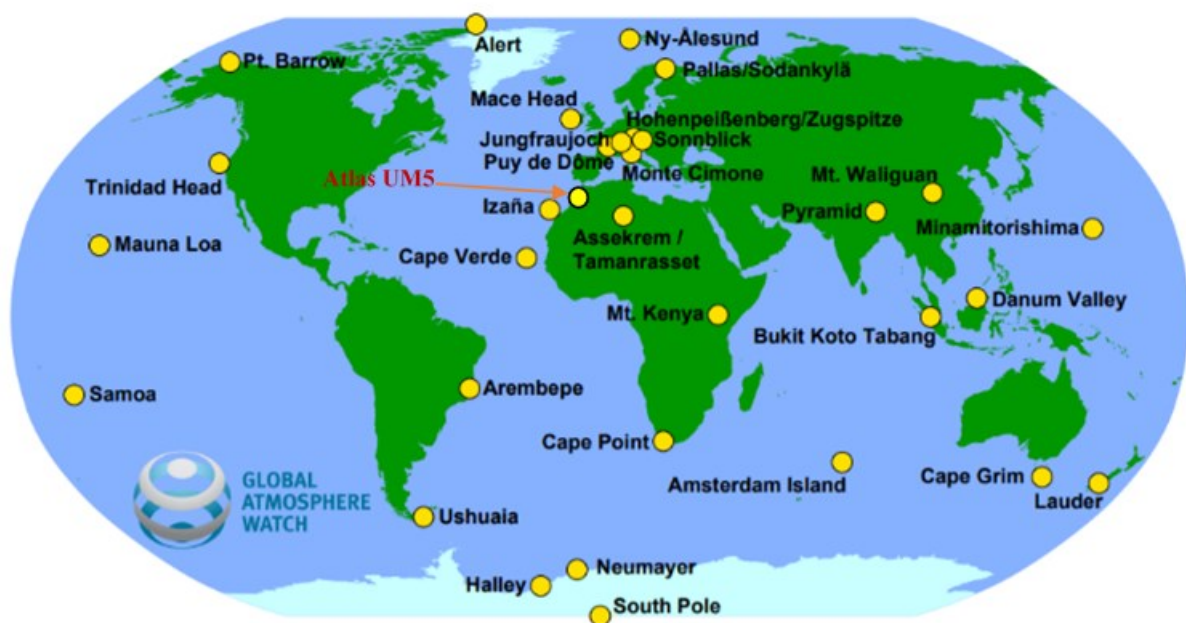 Alert
Ny-Ålesund
Pt. Barrow
Pallas/Sodankylä
Mace Head
Hohenpeißenberg/Zugspitze
Jungfraujoch
Sonnblick
Puy de Dôme
Monte Cimone
Trinidad Head
Atlas UM5
Mt. Waliguan
Izaña
Pyramid
Minamitorishima
Mauna Loa
Assekrem /
Tamanrasset
Cape Verde
Danum Valley
Mt. Kenya
Bukit Koto Tabang
Samoa
Arembepe
Cape Point
Amsterdam Island
Cape Grim
Lauder
GLOBAL
ATMOSPHERE
WATCH
Ushuaia
Neumayer
Halley
South Pole